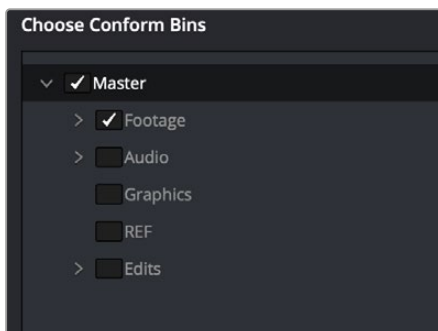 Choose Conform Bins
Master
Footage
Audio
Graphics
REF
Edits